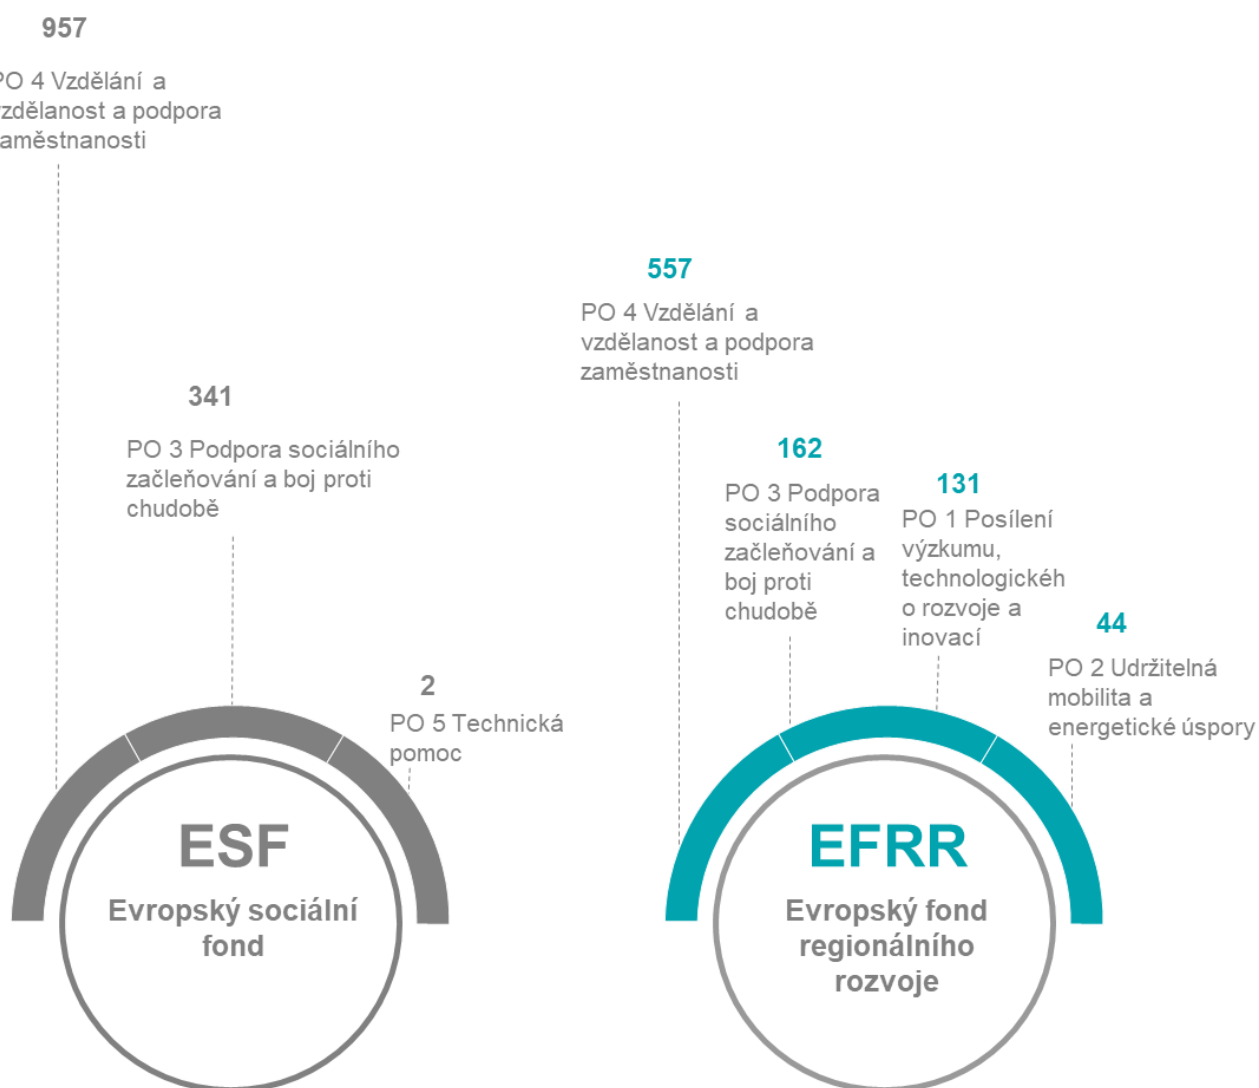 957
PO 4 Vzdělání a
vzdělanost a podpora
zaměstnanosti
341
PO 3 Podpora sociálního
začleňování a boj proti
chudobě
2
PO 5 Technická
pomoc
ESF
Evropský sociální
fond
557
PO 4 Vzdělání a
vzdělanost a podpora
zaměstnanosti
162
PO 3 Podpora
sociálního
začleňování a
boj proti
chudobě
131
PO 1 Posílení
výzkumu,
technologickéh
o rozvoje a
inovací
44
PO 2 Udržitelná
mobilita a
energetické úspory
EFRR
Evropský fond
regionálního
rozvoje